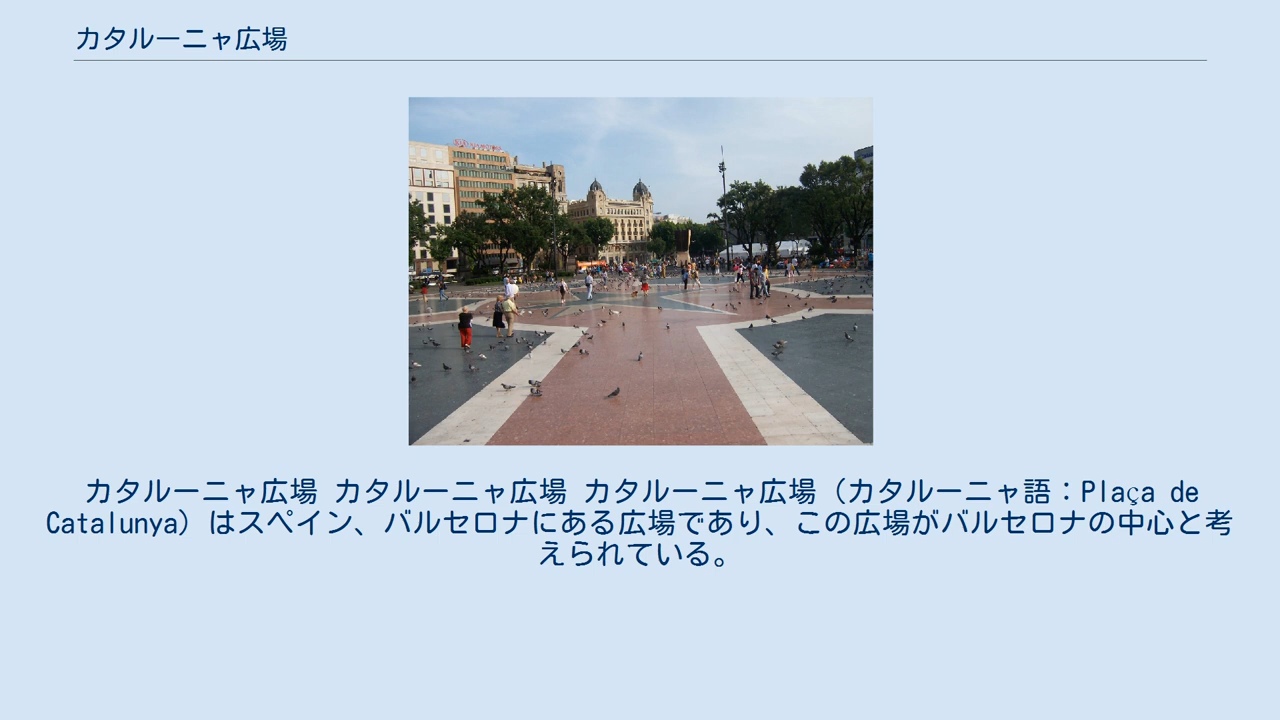 カタルーニャ広場
カタルーニャ広場 カタルーニャ広場 カタルーニャ広場（カタルーニャ語：Plaça de
Catalunya）はスペイン、バルセロナにある広場であり、この広場がバルセロナの中心と考
えられている。